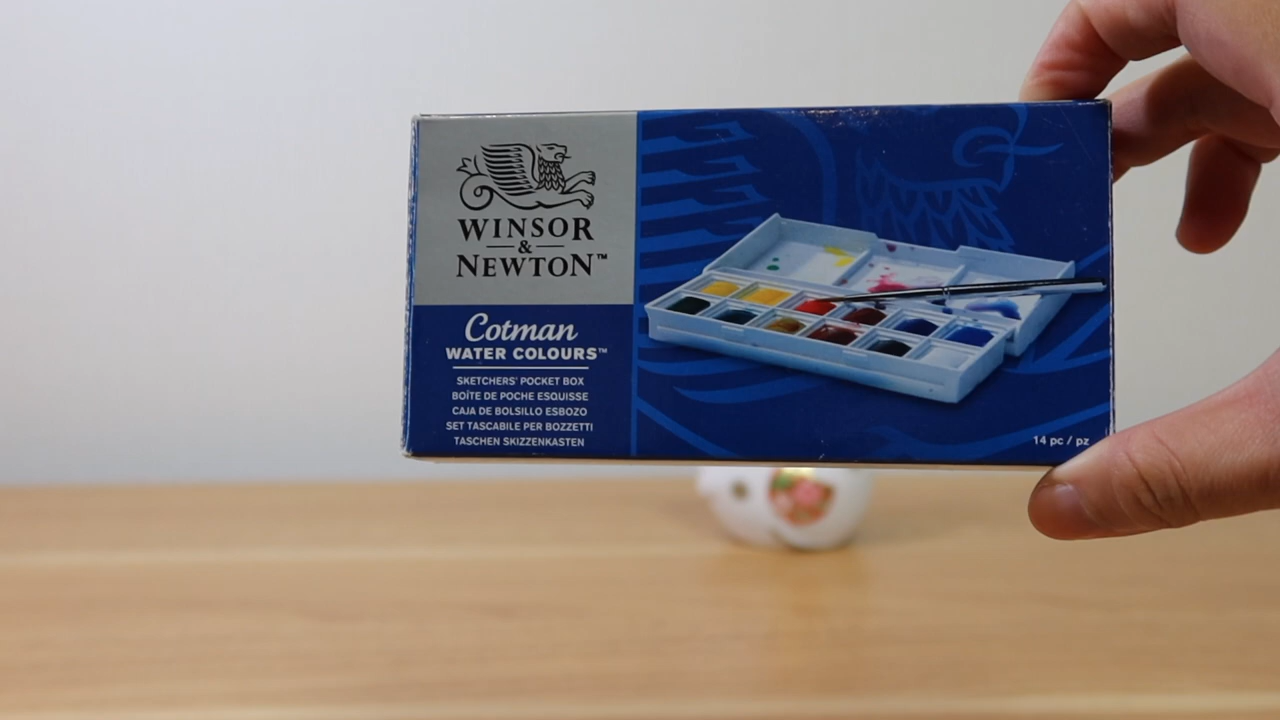 WINSOR
&
NEWTON™
Cotman
WATER COLOURS™
SKETCHERS' POCKET BOX
BOÎTE DE POCHE ESQUISSE
CAJA DE BOLSILLO ESBOZO
SET TASCABILE PER BOZZETTI
TASCHEN SKIZZENKASTEN
14 pc / pz